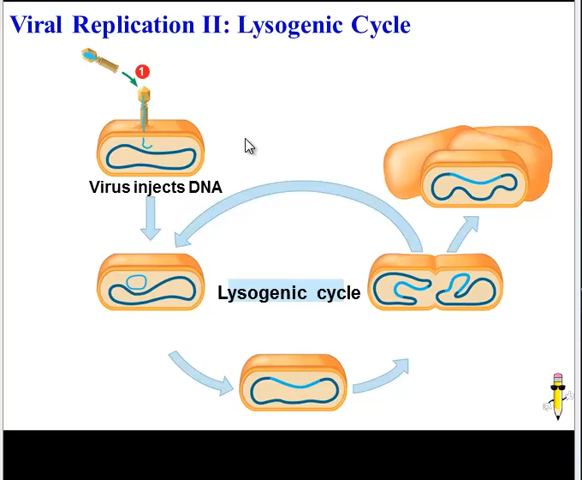 Viral Replication II: Lysogenic Cycle
1
Virus injects DNA
Lysogenic cycle